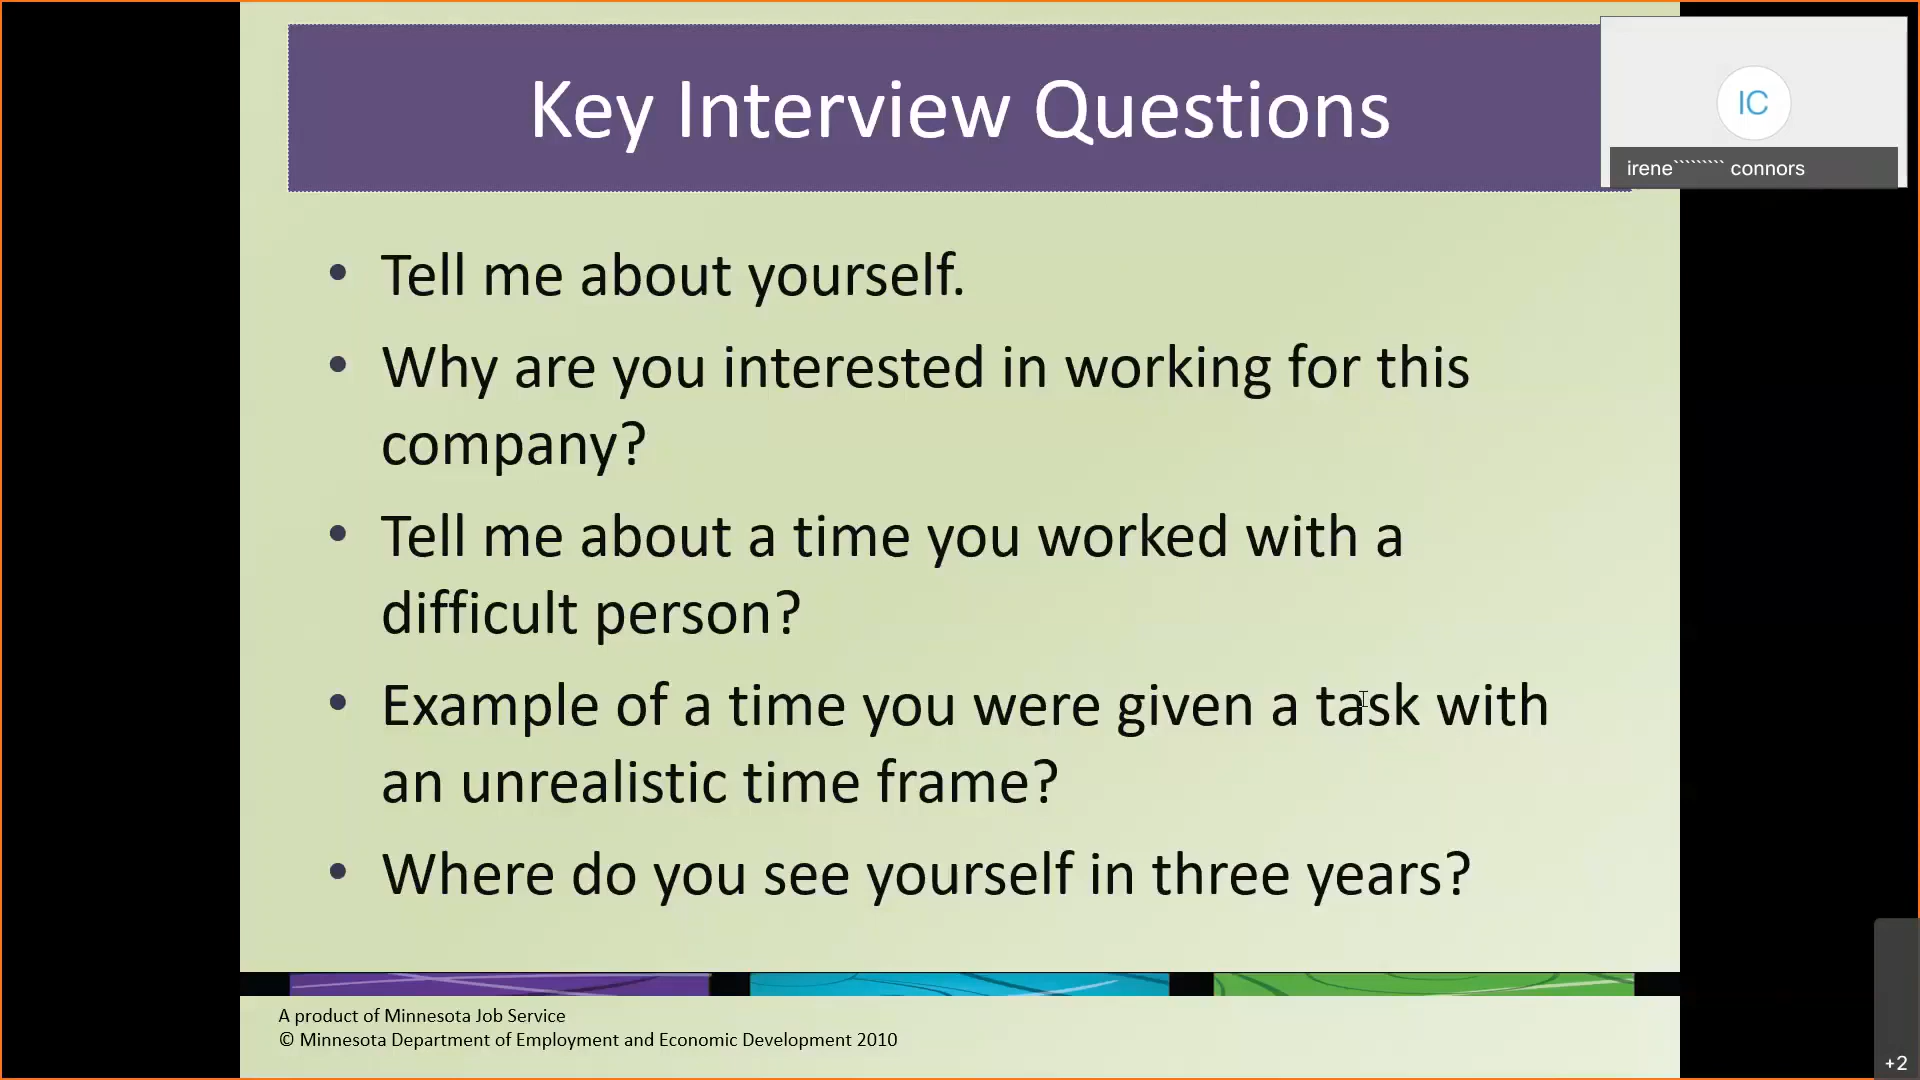 Key Interview Questions
IC
irene````````` connors
• Tell me about yourself.
• Why are you interested in working for this
company?
• Tell me about a time you worked with a
difficult person?
• Example of a time you were given a task with
an unrealistic time frame?
• Where do you see yourself in three years?
A product of Minnesota Job Service
© Minnesota Department of Employment and Economic Development 2010
+2